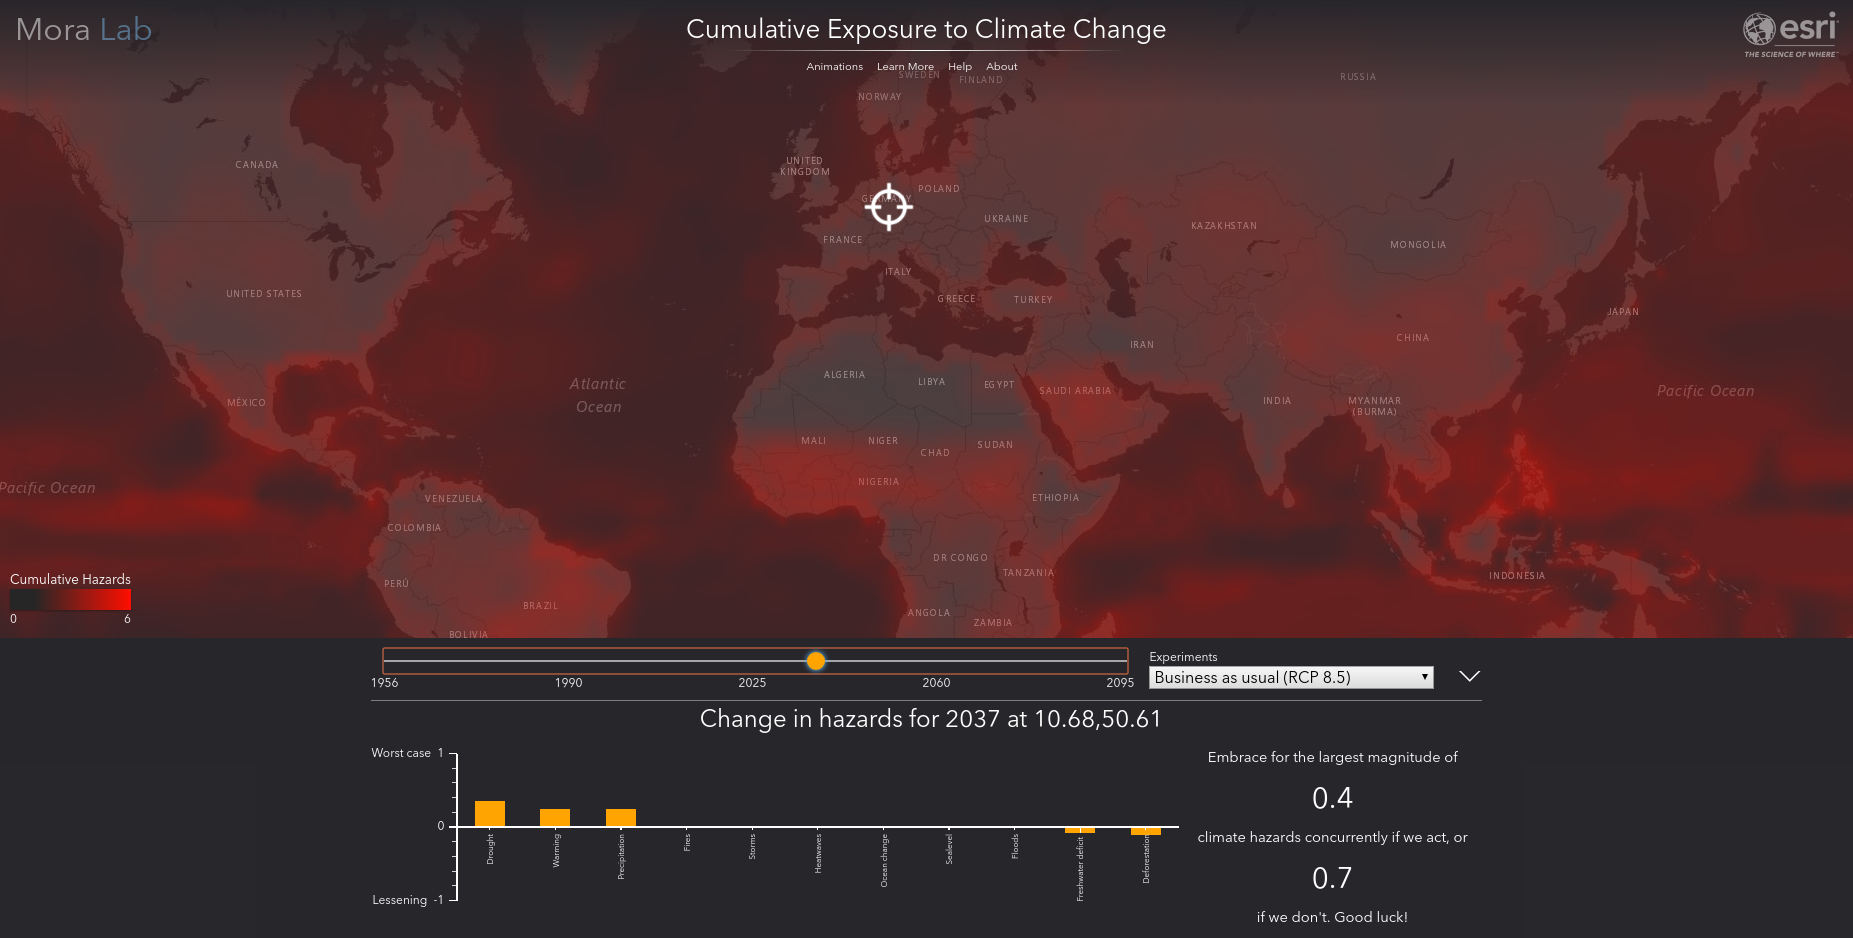 Mora Lab
Cumulative Exposure to Climate Change
esri
THE SCIENCE OF WHERE
Animations Learn More Help About
SWEDEN
FINLAND
RUSSIA
NORWAY
CANADA
UNITED
KINGDOM
POLAND
GERMANY
UKRAINE
KAZAKHSTAN
FRANCE
MONGOLIA
ITALY
UNITED STATES
GREECE
TURKEY
JAPAN
CHINA
IRAN
ALGERIA
LIBYA
EGYPT
SAUDI ARABIA
Atlantic
Ocean
Pacific Ocean
MÉXICO
INDIA
MYANMAR
(BURMA)
MALI
NIGER
CHAD
SUDAN
NIGERIA
Pacific Ocean
VENEZUELA
ETHIOPIA
COLOMBIA
DR CONGO
TANZANIA
INDONESIA
PERÚ
BRAZIL
ANGOLA
ZAMBIA
BOLIVIA
Cumulative Hazards
0 6
1956 1990 2025 2060 2095
Experiments
Business as usual (RCP 8.5)
Change in hazards for 2037 at 10.68,50.61
Worst case 1
0
Lessening -1
Drought
Warming
Precipitation
Fires
Storms
Heatwaves
Ocean change
Sealevel
Floods
Freshwater deficit
Deforestation
Embrace for the largest magnitude of
0.4
climate hazards concurrently if we act, or
0.7
if we don't. Good luck!